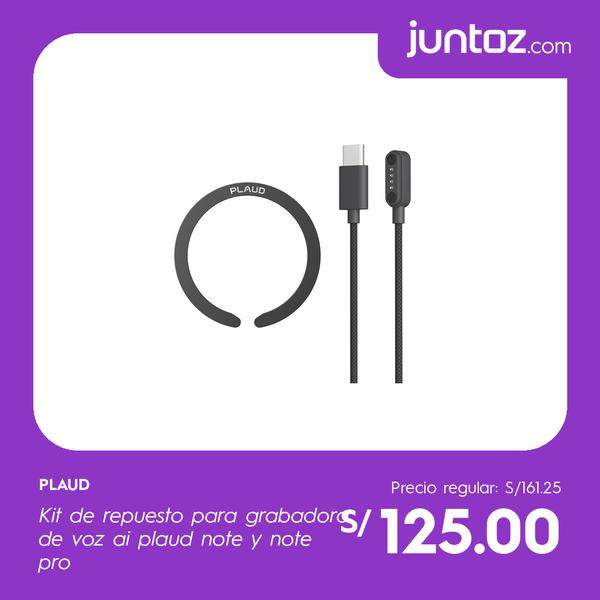 juntoz.com
PLAUD
PLAUD
Precio regular: S/161.25
Kit de repuesto para grabadora
de voz ai plaud note y note
pro
S/125.00